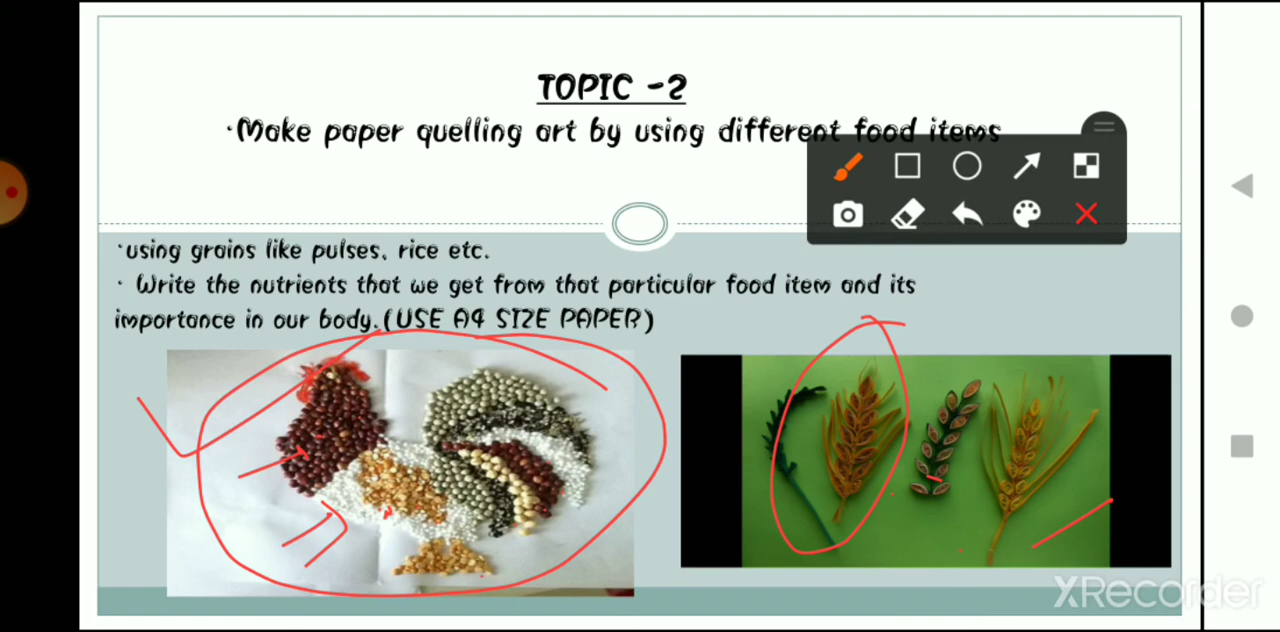 TOPIC -2
·Make paper quelling art by using different food items
·using grains like pulses, rice etc.
· Write the nutrients that we get from that particular food item and its
importance in our body.(USE A4 SIZE PAPER)
XRecorder